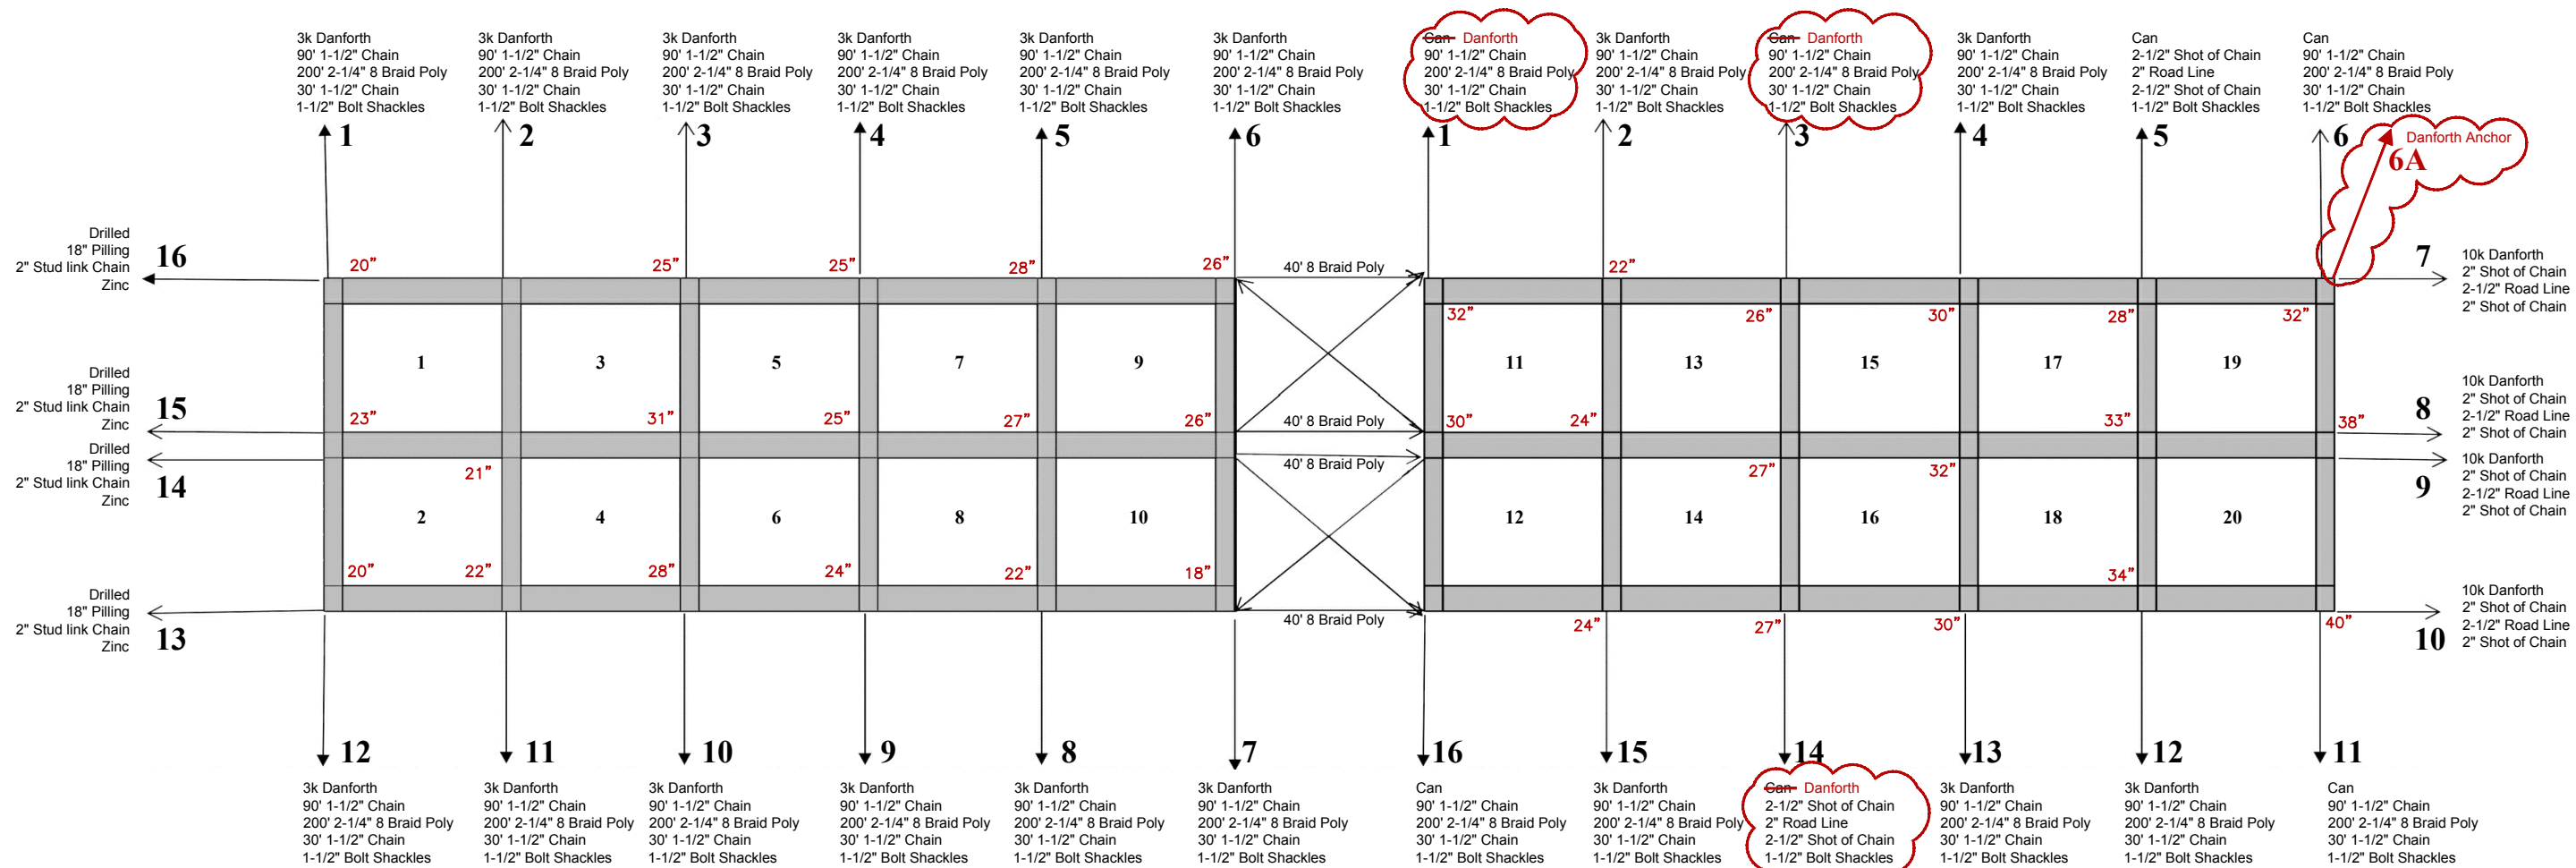 3k Danforth
90' 1-1/2" Chain
200' 2-1/4" 8 Braid Poly
30' 1-1/2" Chain
1-1/2" Bolt Shackles
1
3k Danforth
90' 1-1/2" Chain
200' 2-1/4" 8 Braid Poly
30' 1-1/2" Chain
1-1/2" Bolt Shackles
2
3k Danforth
90' 1-1/2" Chain
200' 2-1/4" 8 Braid Poly
30' 1-1/2" Chain
1-1/2" Bolt Shackles
3
3k Danforth
90' 1-1/2" Chain
200' 2-1/4" 8 Braid Poly
30' 1-1/2" Chain
1-1/2" Bolt Shackles
4
3k Danforth
90' 1-1/2" Chain
200' 2-1/4" 8 Braid Poly
30' 1-1/2" Chain
1-1/2" Bolt Shackles
5
3k Danforth
90' 1-1/2" Chain
200' 2-1/4" 8 Braid Poly
30' 1-1/2" Chain
1-1/2" Bolt Shackles
6
Can Danforth
90' 1-1/2" Chain
200' 2-1/4" 8 Braid Poly
30' 1-1/2" Chain
1-1/2" Bolt Shackles
1
3k Danforth
90' 1-1/2" Chain
200' 2-1/4" 8 Braid Poly
30' 1-1/2" Chain
1-1/2" Bolt Shackles
2
Can Danforth
90' 1-1/2" Chain
200' 2-1/4" 8 Braid Poly
30' 1-1/2" Chain
1-1/2" Bolt Shackles
3
3k Danforth
90' 1-1/2" Chain
200' 2-1/4" 8 Braid Poly
30' 1-1/2" Chain
1-1/2" Bolt Shackles
4
Can
2-1/2" Shot of Chain
2" Road Line
2-1/2" Shot of Chain
1-1/2" Bolt Shackles
5
Can
90' 1-1/2" Chain
200' 2-1/4" 8 Braid Poly
30' 1-1/2" Chain
1-1/2" Bolt Shackles
6
Danforth Anchor
6A
Drilled
18" Pilling
2" Stud link Chain
Zinc
16
20"
25"
25"
28"
26"
40' 8 Braid Poly
22"
7
10k Danforth
2" Shot of Chain
2-1/2" Road Line
2" Shot of Chain
32"
26"
30"
28"
32"
1
3
5
7
9
11
13
15
17
19
Drilled
18" Pilling
2" Stud link Chain
Zinc
15
23"
31"
25"
27"
26"
40' 8 Braid Poly
30"
24"
33"
38"
8
10k Danforth
2" Shot of Chain
2-1/2" Road Line
2" Shot of Chain
Drilled
18" Pilling
2" Stud link Chain
Zinc
14
21"
40' 8 Braid Poly
27"
32"
9
10k Danforth
2" Shot of Chain
2-1/2" Road Line
2" Shot of Chain
2
4
6
8
10
12
14
16
18
20
20"
22"
28"
24"
22"
18"
34"
Drilled
18" Pilling
2" Stud link Chain
Zinc
13
40' 8 Braid Poly
24"
27"
30"
40"
10
10k Danforth
2" Shot of Chain
2-1/2" Road Line
2" Shot of Chain
12
3k Danforth
90' 1-1/2" Chain
200' 2-1/4" 8 Braid Poly
30' 1-1/2" Chain
1-1/2" Bolt Shackles
11
3k Danforth
90' 1-1/2" Chain
200' 2-1/4" 8 Braid Poly
30' 1-1/2" Chain
1-1/2" Bolt Shackles
10
3k Danforth
90' 1-1/2" Chain
200' 2-1/4" 8 Braid Poly
30' 1-1/2" Chain
1-1/2" Bolt Shackles
9
3k Danforth
90' 1-1/2" Chain
200' 2-1/4" 8 Braid Poly
30' 1-1/2" Chain
1-1/2" Bolt Shackles
8
3k Danforth
90' 1-1/2" Chain
200' 2-1/4" 8 Braid Poly
30' 1-1/2" Chain
1-1/2" Bolt Shackles
7
3k Danforth
90' 1-1/2" Chain
200' 2-1/4" 8 Braid Poly
30' 1-1/2" Chain
1-1/2" Bolt Shackles
16
Can
90' 1-1/2" Chain
200' 2-1/4" 8 Braid Poly
30' 1-1/2" Chain
1-1/2" Bolt Shackles
15
3k Danforth
90' 1-1/2" Chain
200' 2-1/4" 8 Braid Poly
30' 1-1/2" Chain
1-1/2" Bolt Shackles
14
Can Danforth
2-1/2" Shot of Chain
2" Road Line
2-1/2" Shot of Chain
1-1/2" Bolt Shackles
13
3k Danforth
90' 1-1/2" Chain
200' 2-1/4" 8 Braid Poly
30' 1-1/2" Chain
1-1/2" Bolt Shackles
12
3k Danforth
90' 1-1/2" Chain
200' 2-1/4" 8 Braid Poly
30' 1-1/2" Chain
1-1/2" Bolt Shackles
11
Can
90' 1-1/2" Chain
200' 2-1/4" 8 Braid Poly
30' 1-1/2" Chain
1-1/2" Bolt Shackles